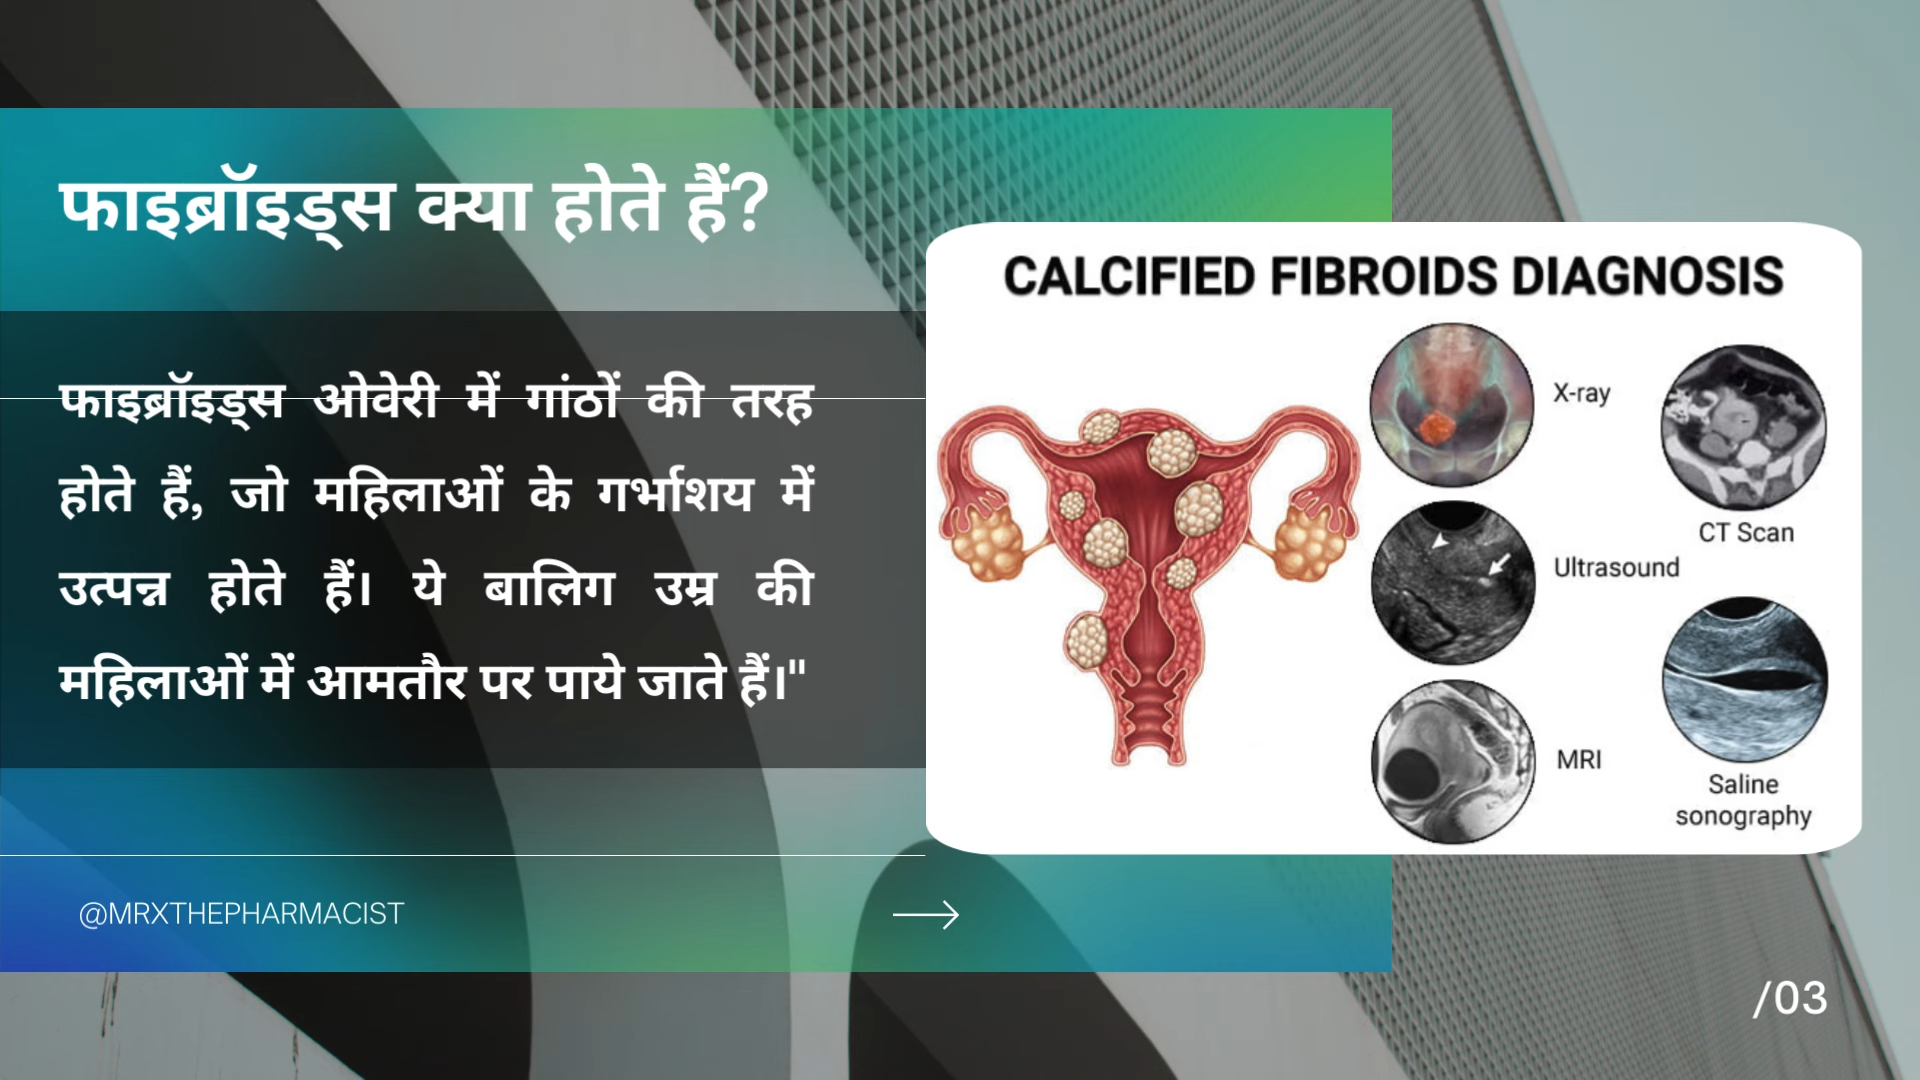 फाइब्रॉइड्स क्या होते हैं?
फाइब्रॉइड्स ओवेरी में गांठों की तरह
होते हैं, जो महिलाओं के गर्भाशय में
उत्पन्न होते हैं। ये बालिग उम्र की
महिलाओं में आमतौर पर पाये जाते हैं।"
CALCIFIED FIBROIDS DIAGNOSIS
X-ray
CT Scan
Ultrasound
MRI
Saline
sonography
@MRXTHEPHARMACIST
/03